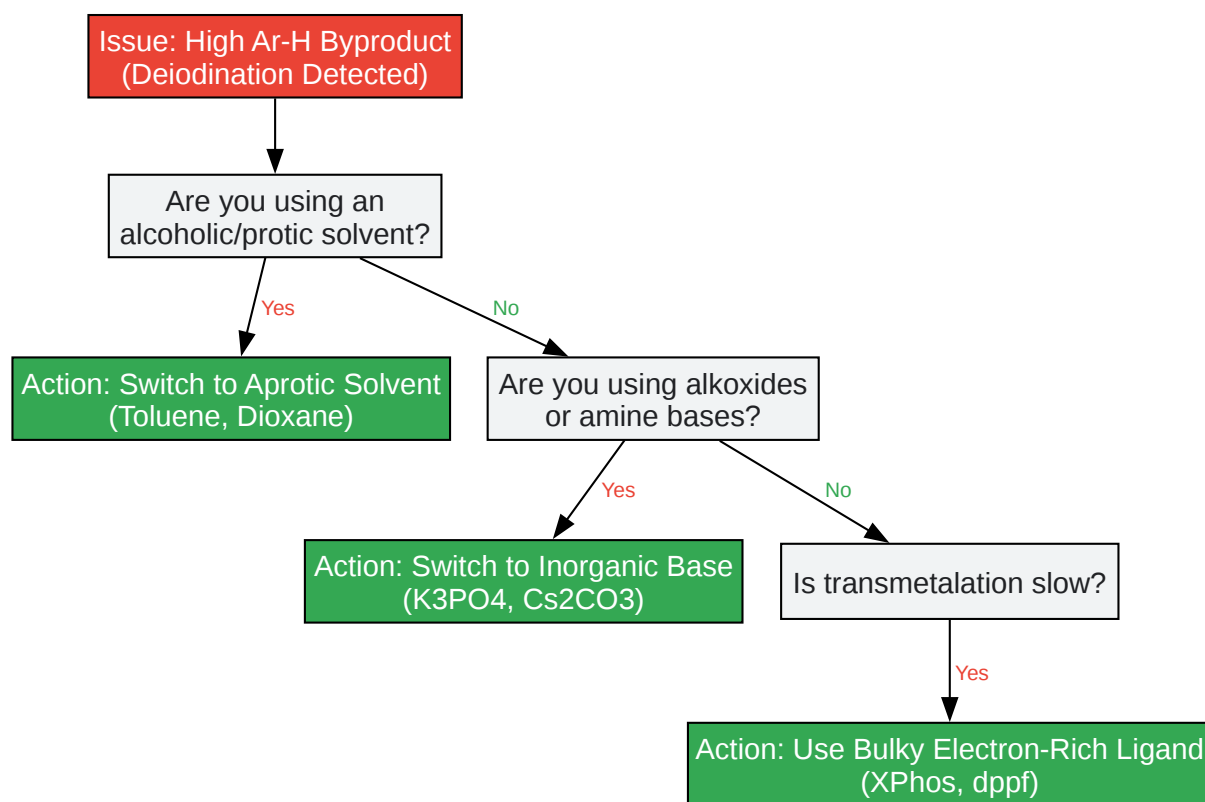 Issue: High Ar-H Byproduct
(Deiodination Detected)
Are you using an
alcoholic/protic solvent?
Yes
No
Action: Switch to Aprotic Solvent
(Toluene, Dioxane)
Are you using alkoxides
or amine bases?
Yes
No
Action: Switch to Inorganic Base
(K3PO4, Cs2CO3)
Is transmetalation slow?
Yes
Action: Use Bulky Electron-Rich Ligand
(XPhos, dppf)